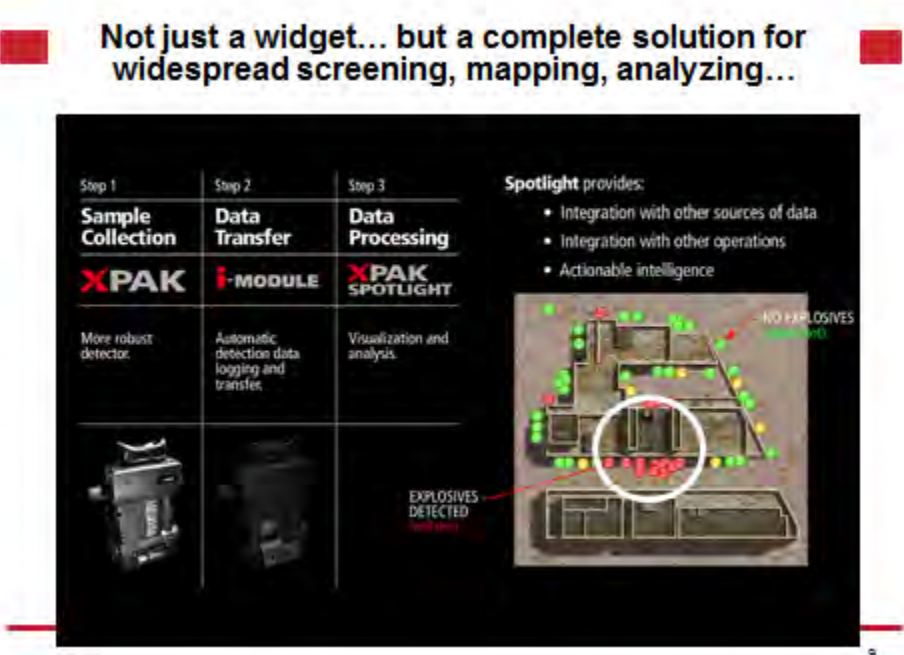 Not just a widget... but a complete solution for
widespread screening, mapping, analyzing...
Step 1
Sample
Collection
XPAK
More robust
detector.
Step 2
Data
Transfer
i-MODULE
Automatic
detection data
logging and
transfer.
Step 3
Data
Processing
XPAK
SPOTLIGHT
Visualization and
analysis.
Spotlight provides:
• Integration with other sources of data
• Integration with other operations
• Actionable intelligence
NO EXPLOSIVES
EXPLOSIVES
DETECTED